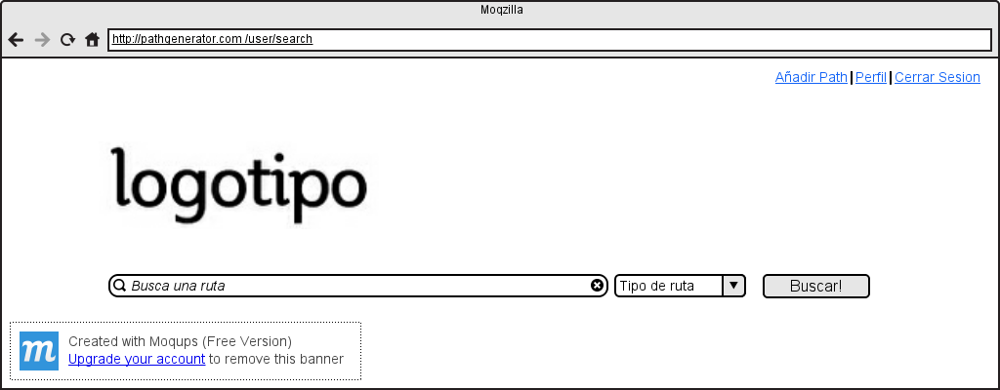 Moqzilla
http://pathgenerator.com /user/search
Añadir Path | Perfil | Cerrar Sesion
logotipo
Busca una ruta Tipo de ruta Buscar!
m Created with Moqups (Free Version)
Upgrade your account to remove this banner